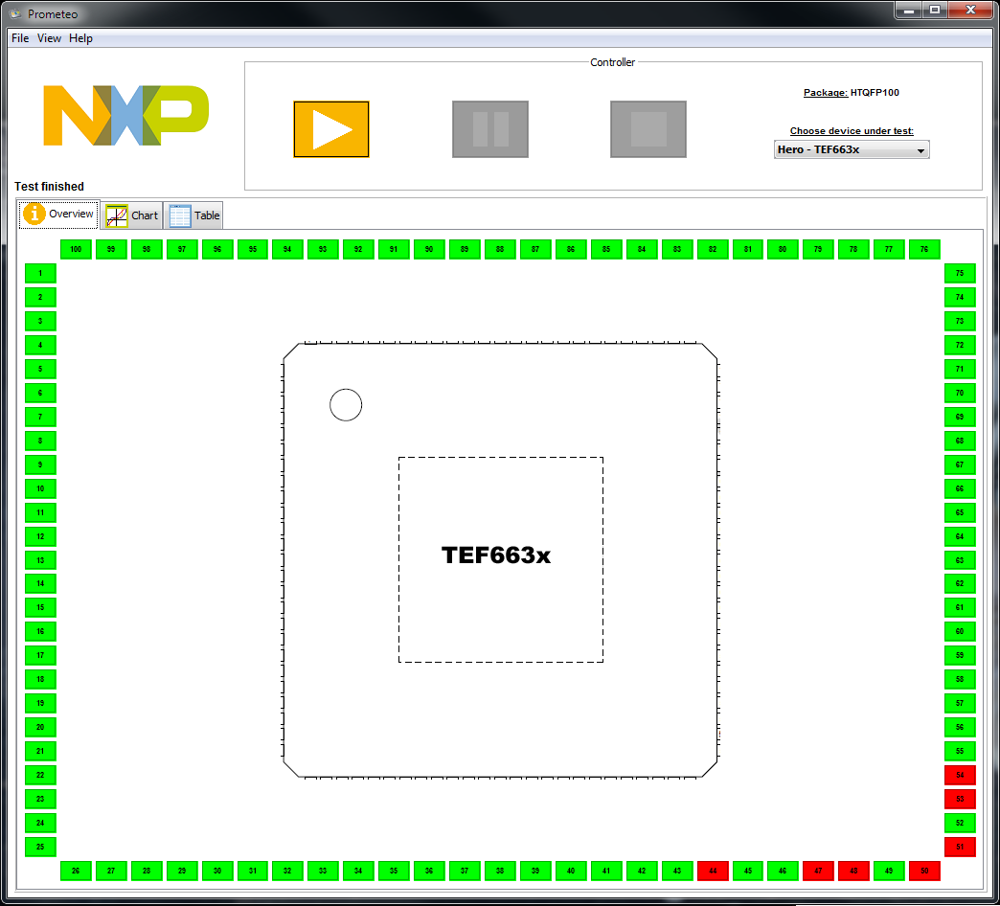 Prometeo
File View Help
Controller
NXP
Package: HTQFP100
Choose device under test:
Hero - TEF663x
Test finished
Overview Chart Table
100 99 98 97 96 95 94 93 92 91 90 89 88 87 86 85 84 83 82 81 80 79 78 77 76
1 75
2 74
3 73
4 72
5 71
6 70
7 69
8 68
9 67
10 66
11 65
12 64
13 63
TEF663x
14 62
15 61
16 60
17 59
18 58
19 57
20 56
21 55
22 54
23 53
24 52
25 51
26 27 28 29 30 31 32 33 34 35 36 37 38 39 40 41 42 43 44 45 46 47 48 49 50